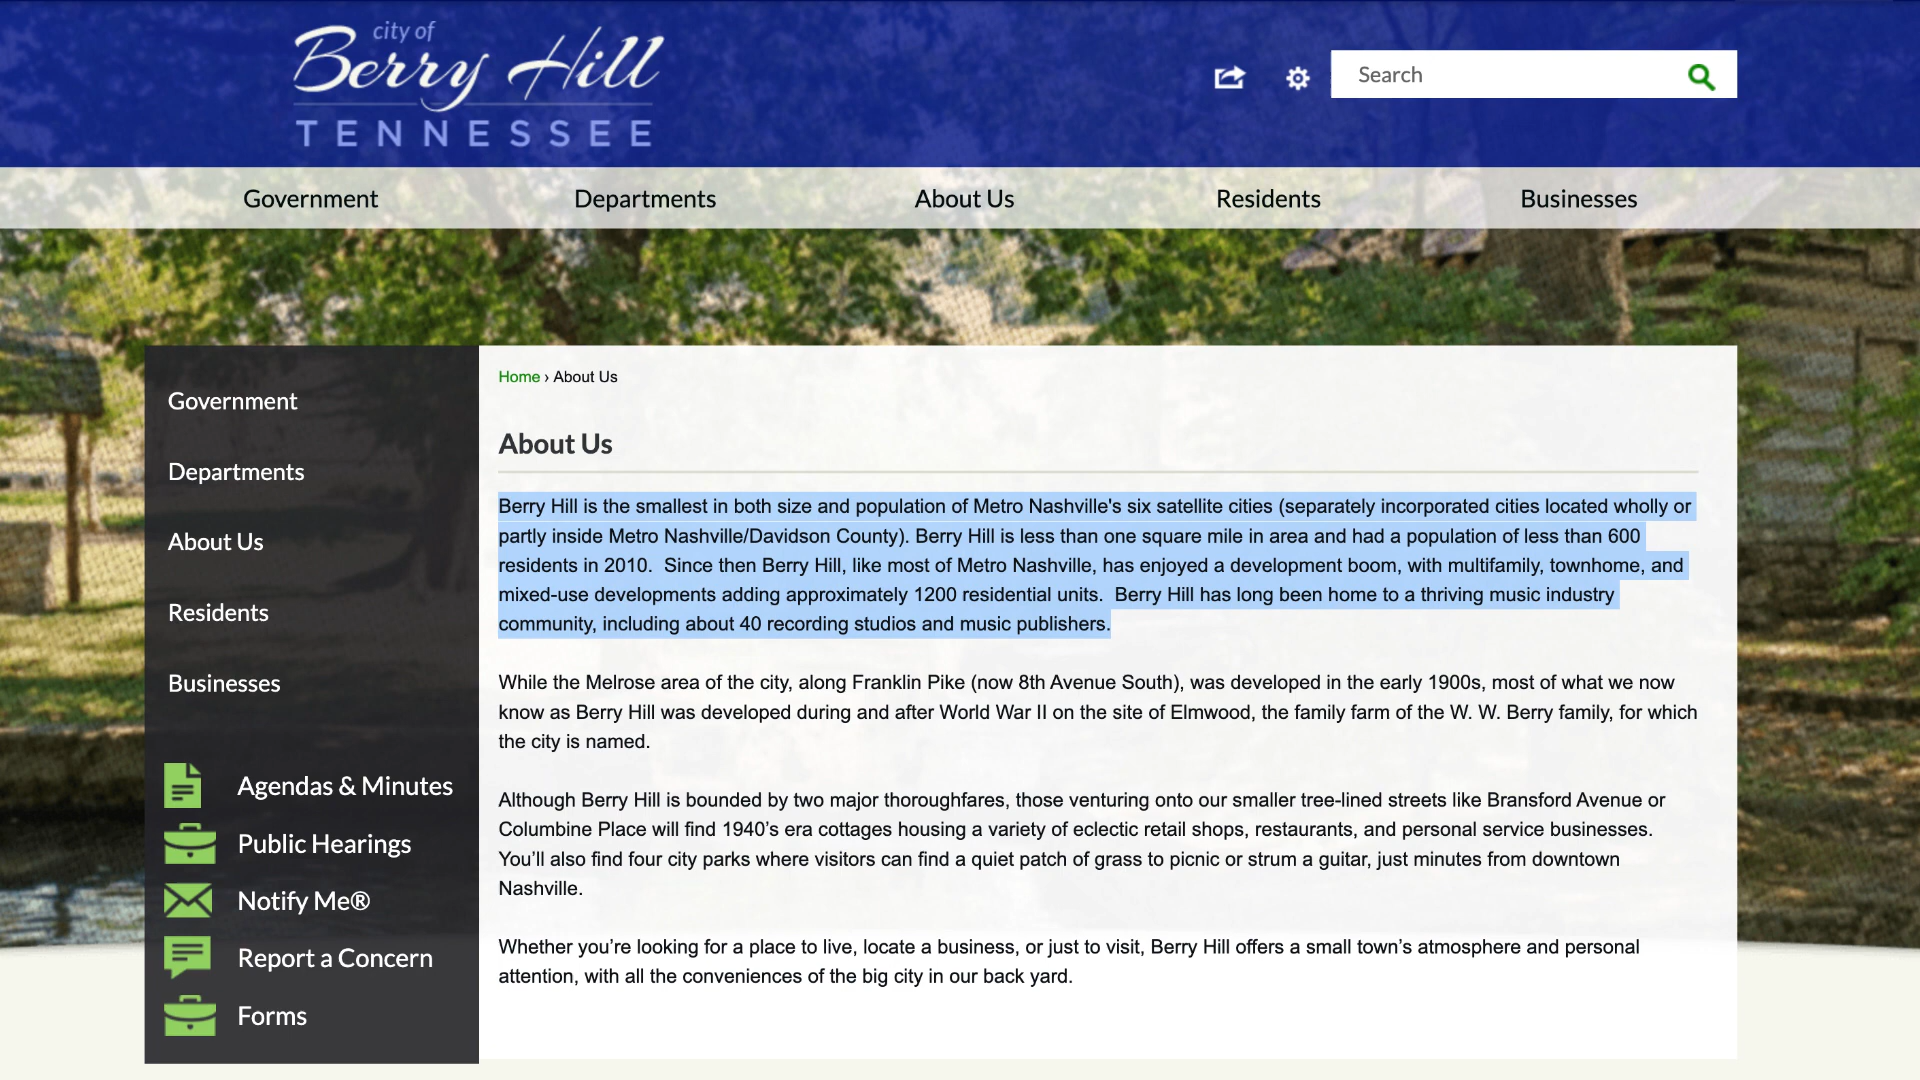 city of
Berry Hill
TENNESSEE
Search
Government
Departments
About Us
Residents
Businesses
Government
Departments
About Us
Residents
Businesses
Agendas & Minutes
Public Hearings
Notify Me®
Report a Concern
Forms
Home › About Us
About Us
Berry Hill is the smallest in both size and population of Metro Nashville's six satellite cities (separately incorporated cities located wholly or
partly inside Metro Nashville/Davidson County). Berry Hill is less than one square mile in area and had a population of less than 600
residents in 2010.  Since then Berry Hill, like most of Metro Nashville, has enjoyed a development boom, with multifamily, townhome, and
mixed-use developments adding approximately 1200 residential units.  Berry Hill has long been home to a thriving music industry
community, including about 40 recording studios and music publishers.
While the Melrose area of the city, along Franklin Pike (now 8th Avenue South), was developed in the early 1900s, most of what we now
know as Berry Hill was developed during and after World War II on the site of Elmwood, the family farm of the W. W. Berry family, for which
the city is named.
Although Berry Hill is bounded by two major thoroughfares, those venturing onto our smaller tree-lined streets like Bransford Avenue or
Columbine Place will find 1940’s era cottages housing a variety of eclectic retail shops, restaurants, and personal service businesses.
You’ll also find four city parks where visitors can find a quiet patch of grass to picnic or strum a guitar, just minutes from downtown
Nashville.
Whether you’re looking for a place to live, locate a business, or just to visit, Berry Hill offers a small town’s atmosphere and personal
attention, with all the conveniences of the big city in our back yard.